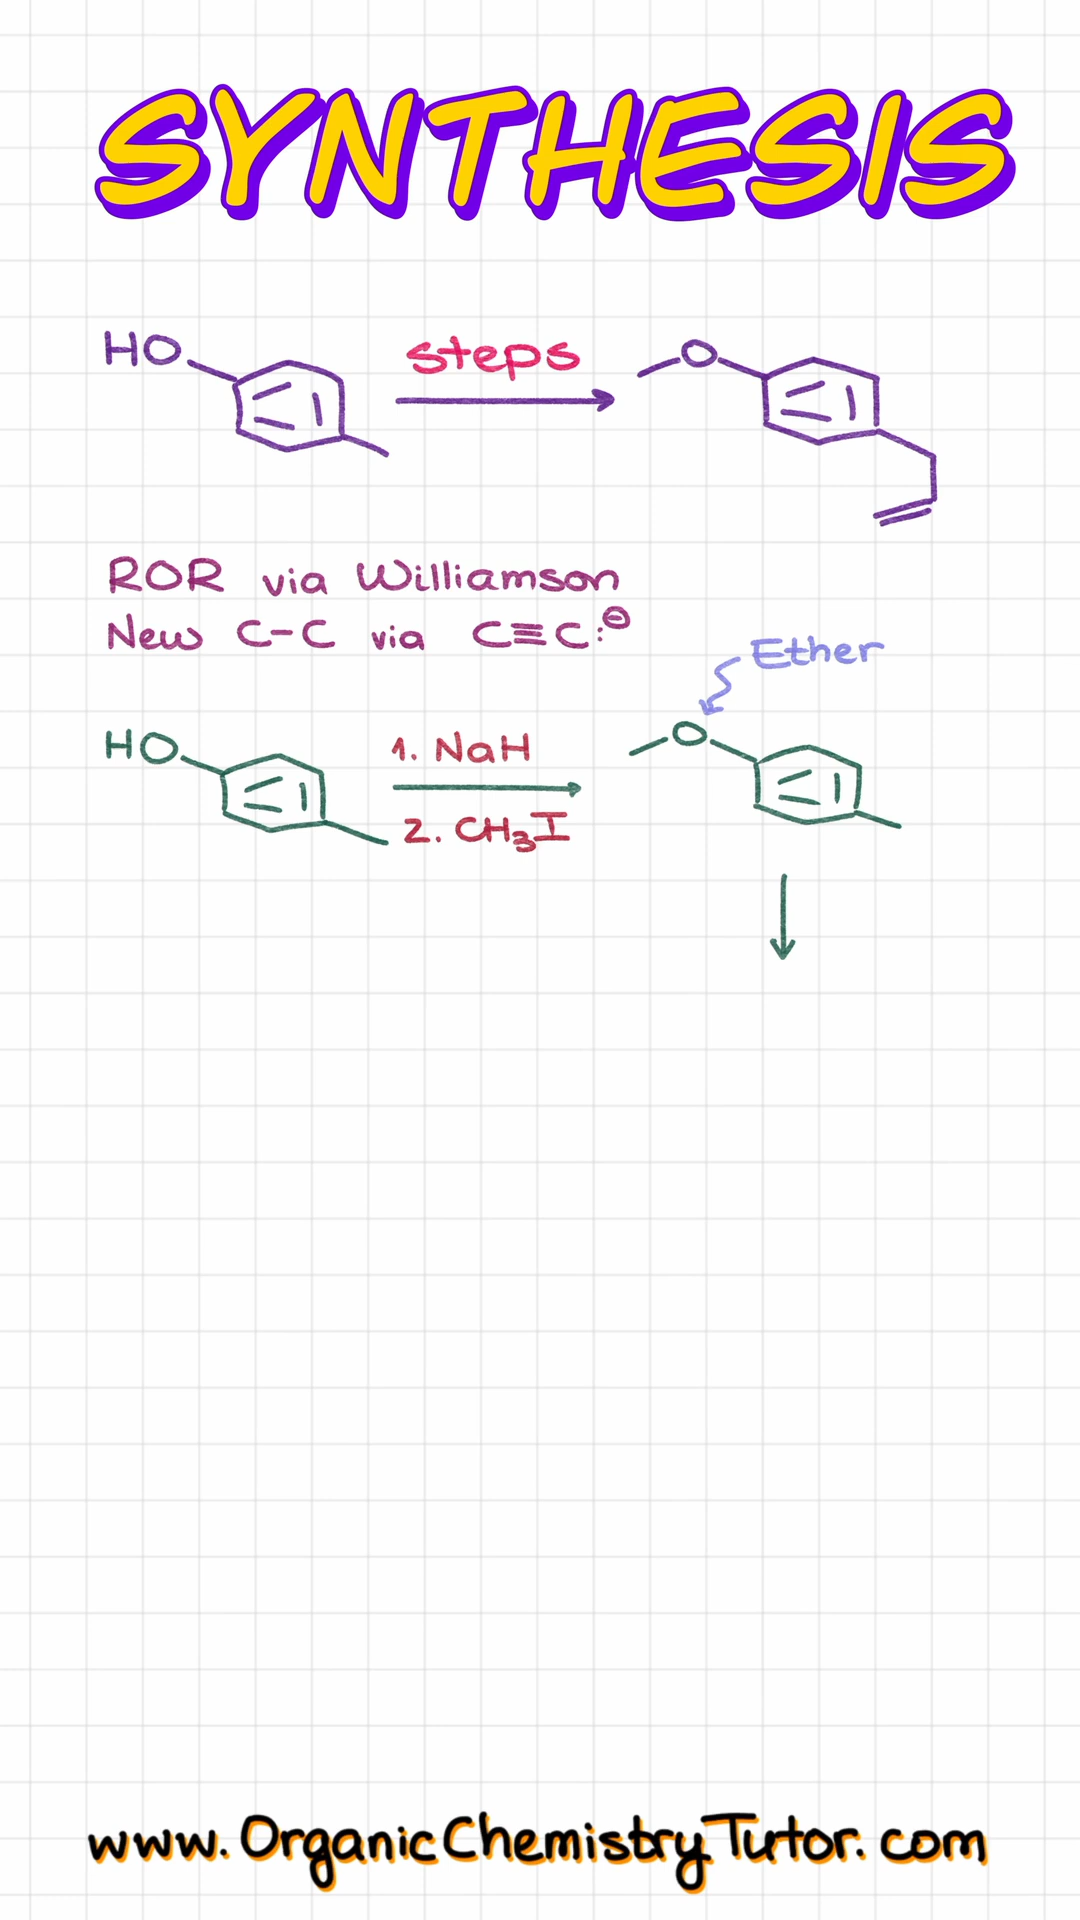 SYNTHESIS
HO
steps
O
ROR via Williamson
New C-C via C≡C:⊖
Ether
HO
1. NaH
2. CH₃I
O
www.OrganicChemistryTutor.com